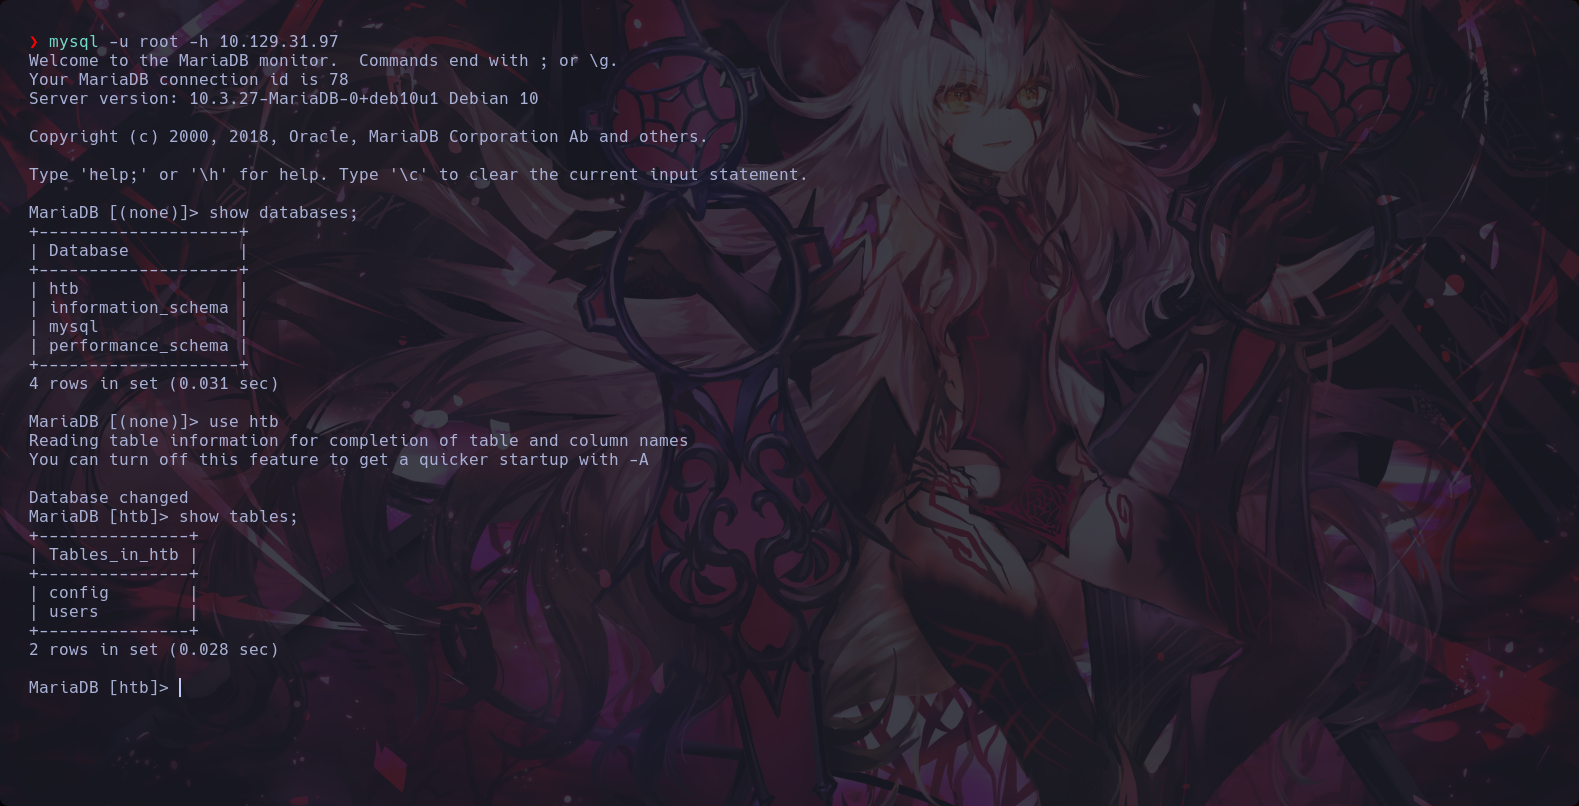 ❯ mysql -u root -h 10.129.31.97
Welcome to the MariaDB monitor.  Commands end with ; or \g.
Your MariaDB connection id is 78
Server version: 10.3.27-MariaDB-0+deb10u1 Debian 10

Copyright (c) 2000, 2018, Oracle, MariaDB Corporation Ab and others.

Type 'help;' or '\h' for help. Type '\c' to clear the current input statement.

MariaDB [(none)]> show databases;
+--------------------+
| Database           |
+--------------------+
| htb                |
| information_schema |
| mysql              |
| performance_schema |
+--------------------+
4 rows in set (0.031 sec)

MariaDB [(none)]> use htb
Reading table information for completion of table and column names
You can turn off this feature to get a quicker startup with -A

Database changed
MariaDB [htb]> show tables;
+---------------+
| Tables_in_htb |
+---------------+
| config        |
| users         |
+---------------+
2 rows in set (0.028 sec)

MariaDB [htb]>